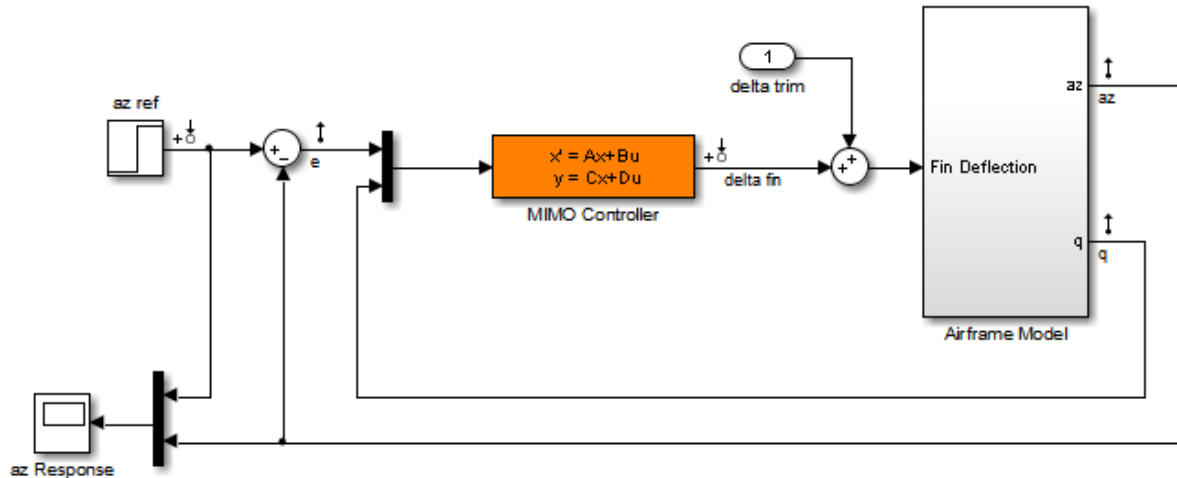 az ref
+
+
−
e
x' = Ax+Bu
y = Cx+Du
MIMO Controller
+
delta fin
1
delta trim
+
+
Fin Deflection
az
az
q
q
Airframe Model
az Response